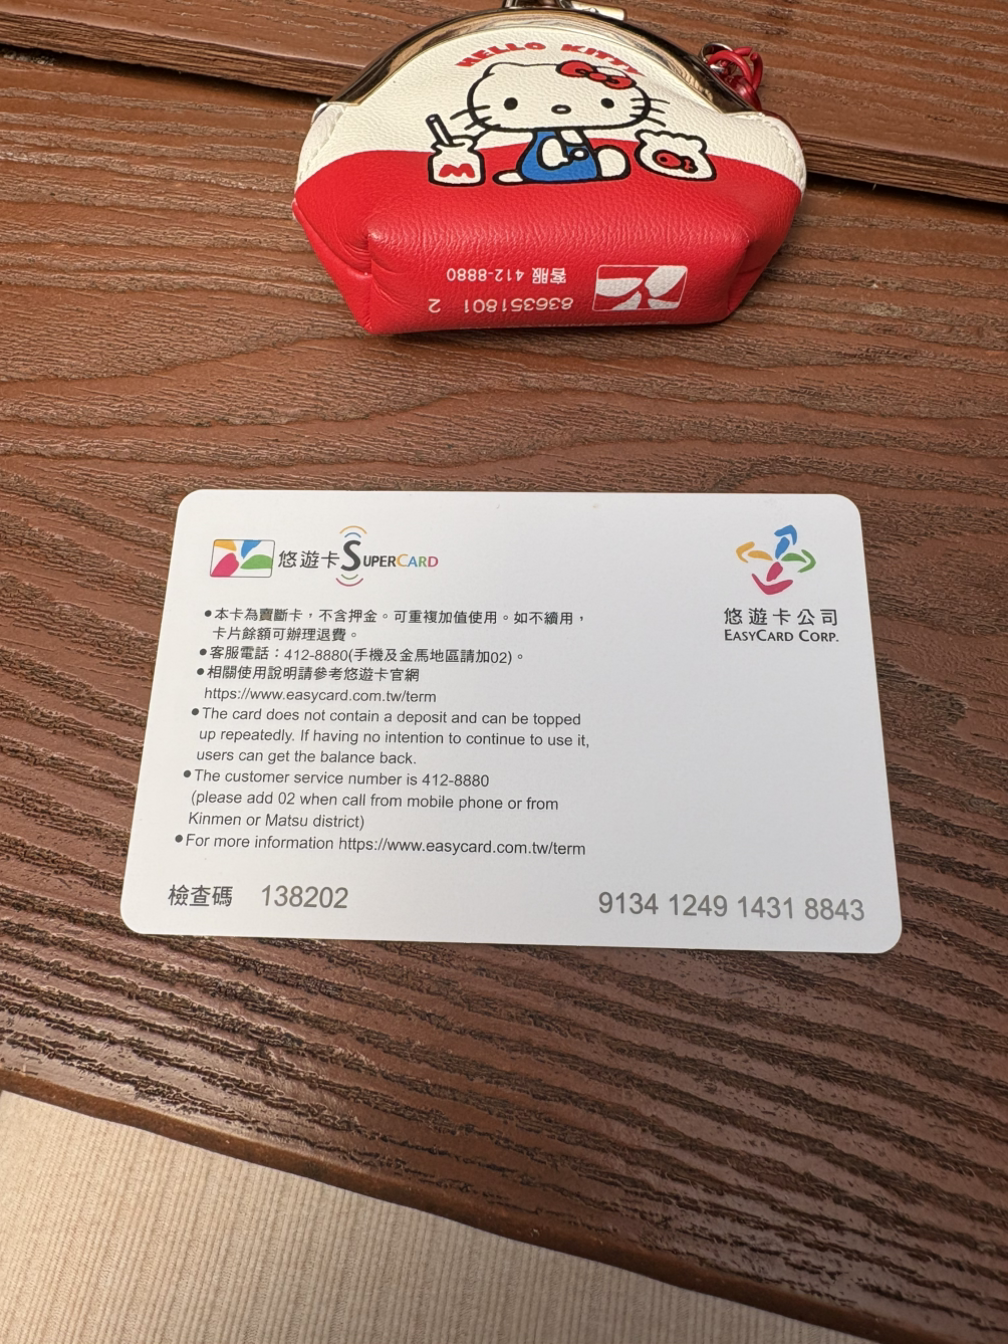 HELLO KITTY
M
客服 412-8880
836351801 2
悠遊卡 SUPERCARD
悠遊卡公司
EASYCARD CORP.
●本卡為賣斷卡，不含押金。可重複加值使用。如不續用，
卡片餘額可辦理退費。
●客服電話：412-8880(手機及金馬地區請加02)。
●相關使用說明請參考悠遊卡官網
https://www.easycard.com.tw/term
●The card does not contain a deposit and can be topped
up repeatedly. If having no intention to continue to use it,
users can get the balance back.
●The customer service number is 412-8880
(please add 02 when call from mobile phone or from
Kinmen or Matsu district)
●For more information https://www.easycard.com.tw/term
檢查碼 138202
9134 1249 1431 8843